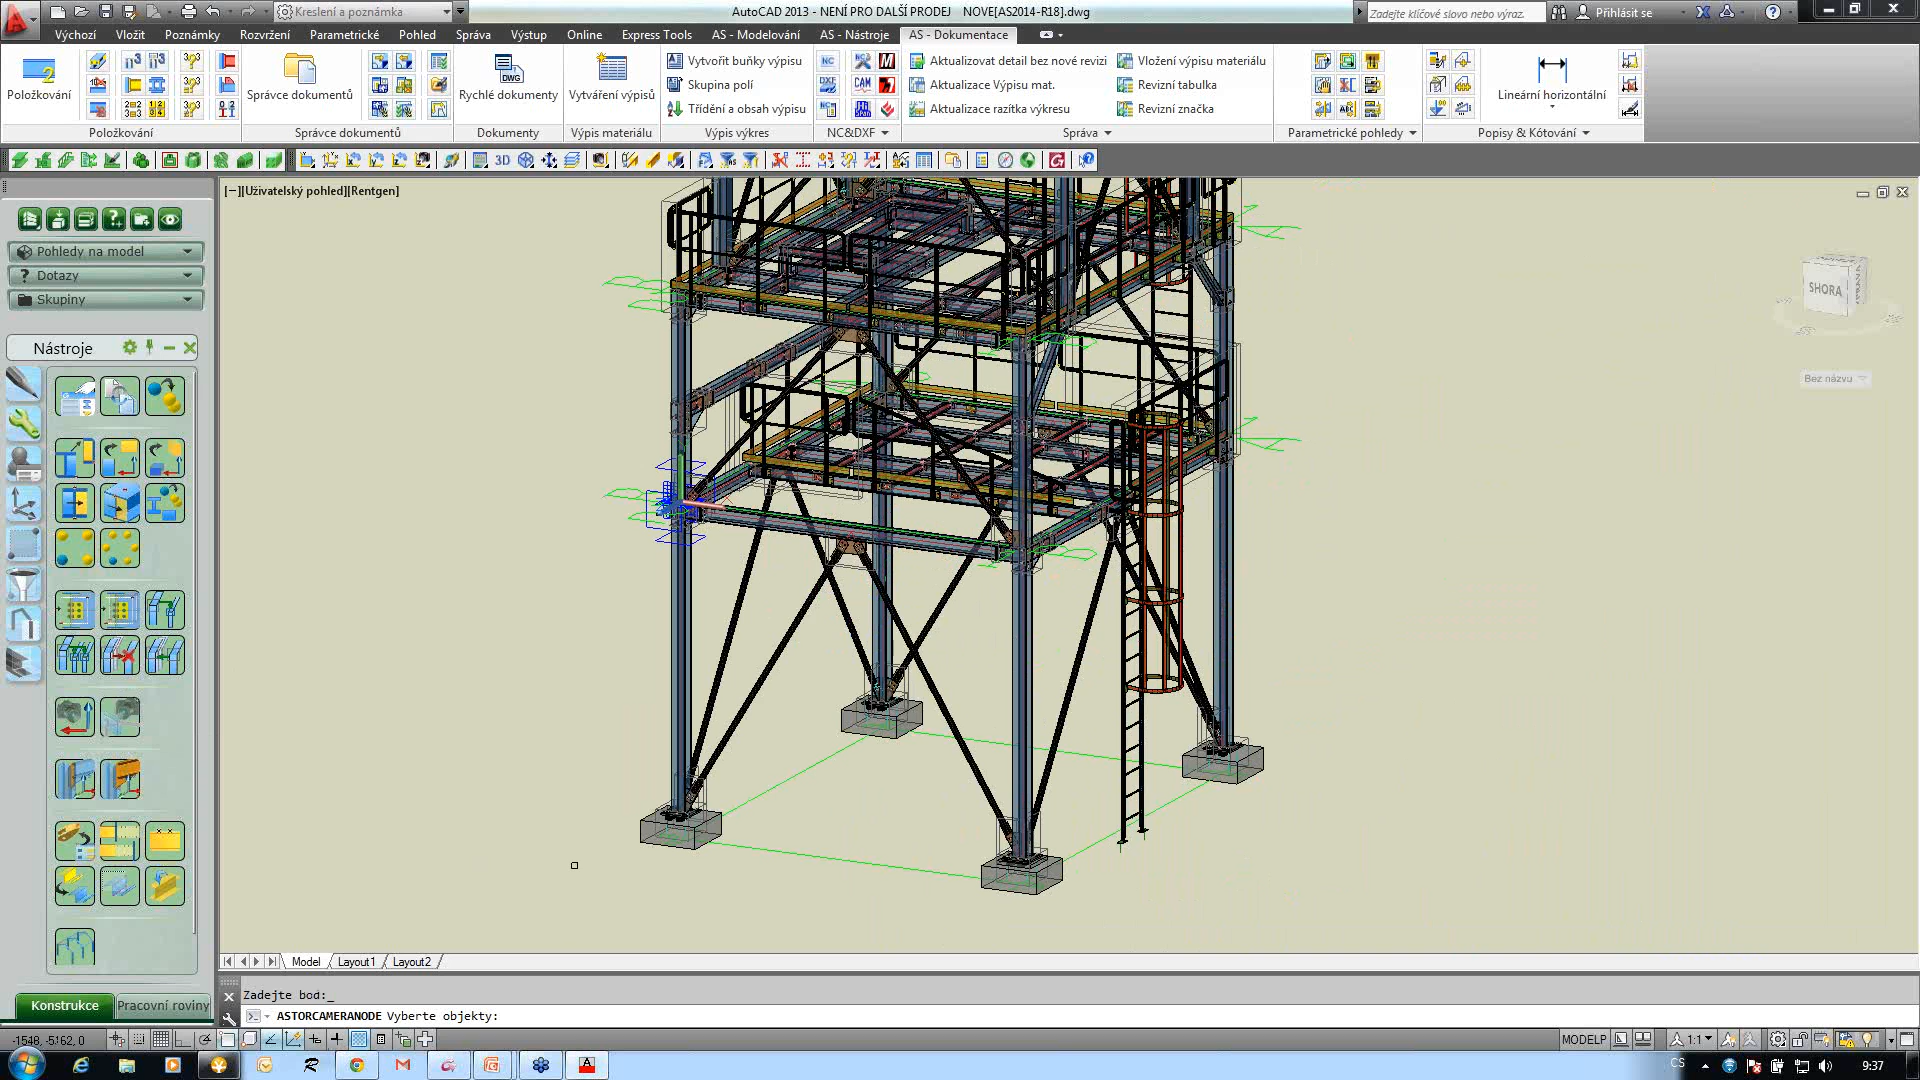 Kreslení a poznámka
AutoCAD 2013 - NENÍ PRO DALŠÍ PRODEJ NOVE[AS2014-R18].dwg
Zadejte klíčové slovo nebo výraz.
Přihlásit se
Výchozí Vložit Poznámky Rozvržení Parametrické Pohled Správa Výstup Online Express Tools AS - Modelování AS - Nástroje AS - Dokumentace
Položkování
Správce dokumentů
Rychlé dokumenty
Vytváření výpisů
Vytvořit buňky výpisu
Skupina polí
Třídění a obsah výpisu
Aktualizovat detail bez nové revizi
Aktualizace Výpisu mat.
Aktualizace razítka výkresu
Vložení výpisu materiálu
Revizní tabulka
Revizní značka
Lineární horizontální
Položkování Správce dokumentů Dokumenty Výpis materiálu Výpis výkres NC&DXF Správa Parametrické pohledy Popisy & Kótování
[−][Uživatelský pohled][Rentgen]
Pohledy na model
Dotazy
Skupiny
Nástroje
SHORA
Bez názvu
Konstrukce Pracovní roviny
Model Layout1 Layout2
Zadejte bod:_
ASTORCAMERANODE Vyberte objekty:
-1548, -5162, 0
MODELP
1:1
CS
9:37